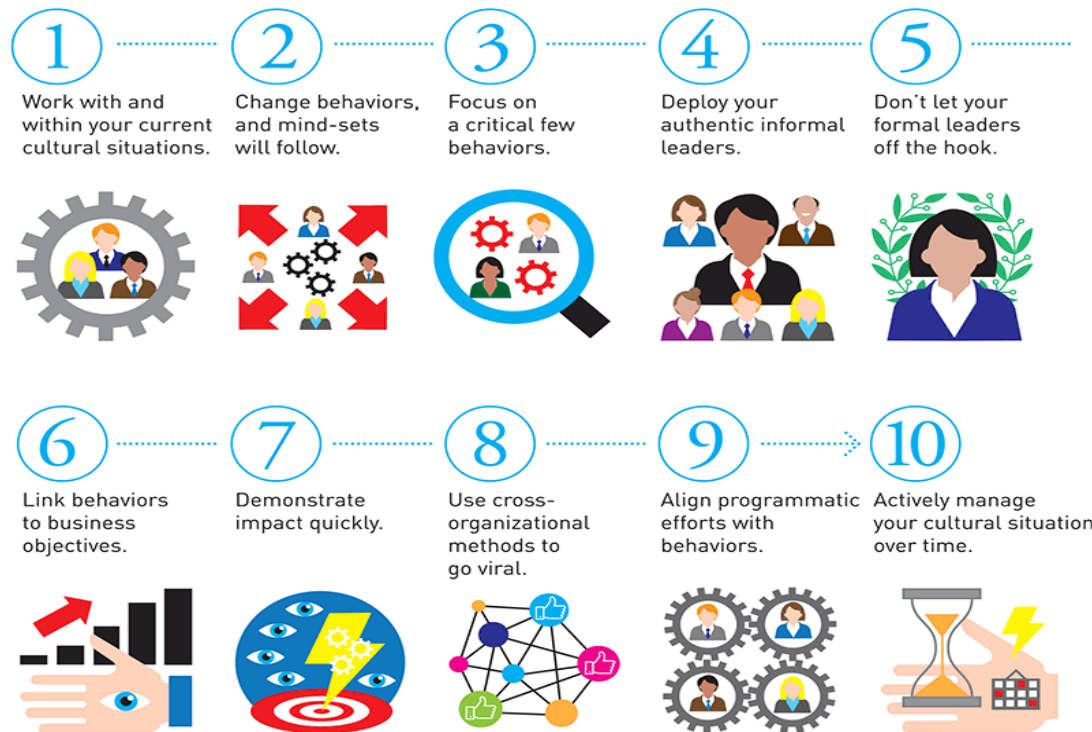 1
Work with and
within your current
cultural situations.
2
Change behaviors,
and mind-sets
will follow.
3
Focus on
a critical few
behaviors.
4
Deploy your
authentic informal
leaders.
5
Don't let your
formal leaders
off the hook.
6
Link behaviors
to business
objectives.
7
Demonstrate
impact quickly.
8
Use cross-
organizational
methods to
go viral.
9
Align programmatic
efforts with
behaviors.
10
Actively manage
your cultural situation
over time.